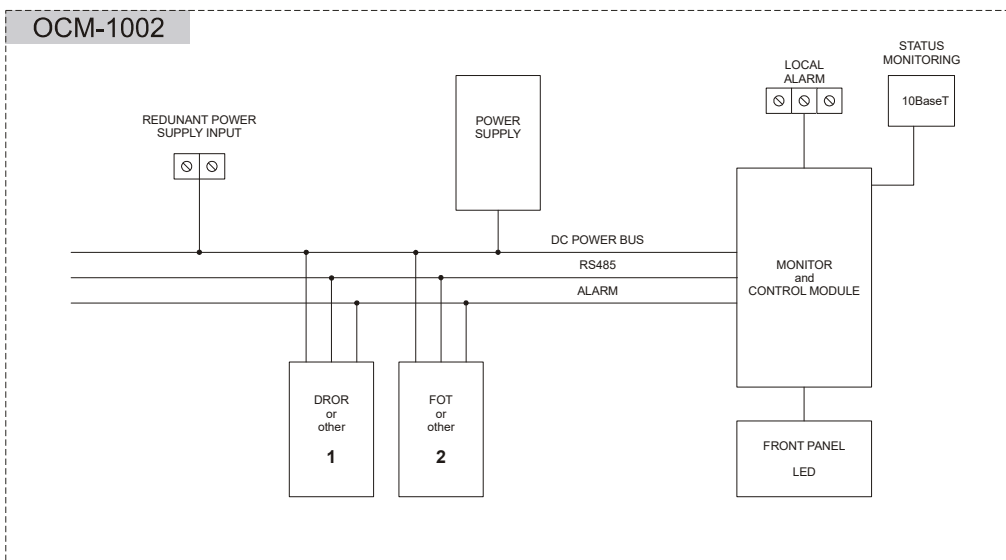 OCM-1002
STATUS
MONITORING
LOCAL
ALARM
10BaseT
REDUNANT POWER
SUPPLY INPUT
POWER
SUPPLY
DC POWER BUS
RS485
ALARM
MONITOR
and
CONTROL MODULE
DROR
or
other
1
FOT
or
other
2
FRONT PANEL
LED